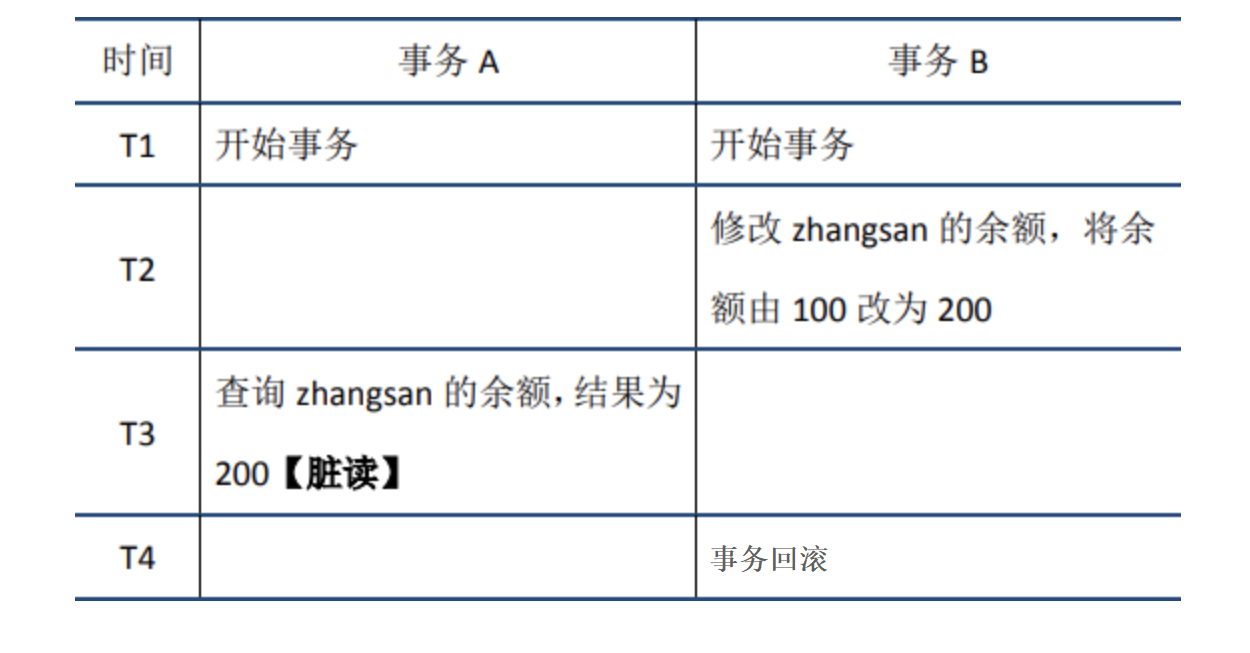 时间 事务 A 事务 B
T1 开始事务 开始事务
T2
修改 zhangsan 的余额，将余
额由 100 改为 200
T3
查询 zhangsan 的余额，结果为
200【脏读】
T4 事务回滚